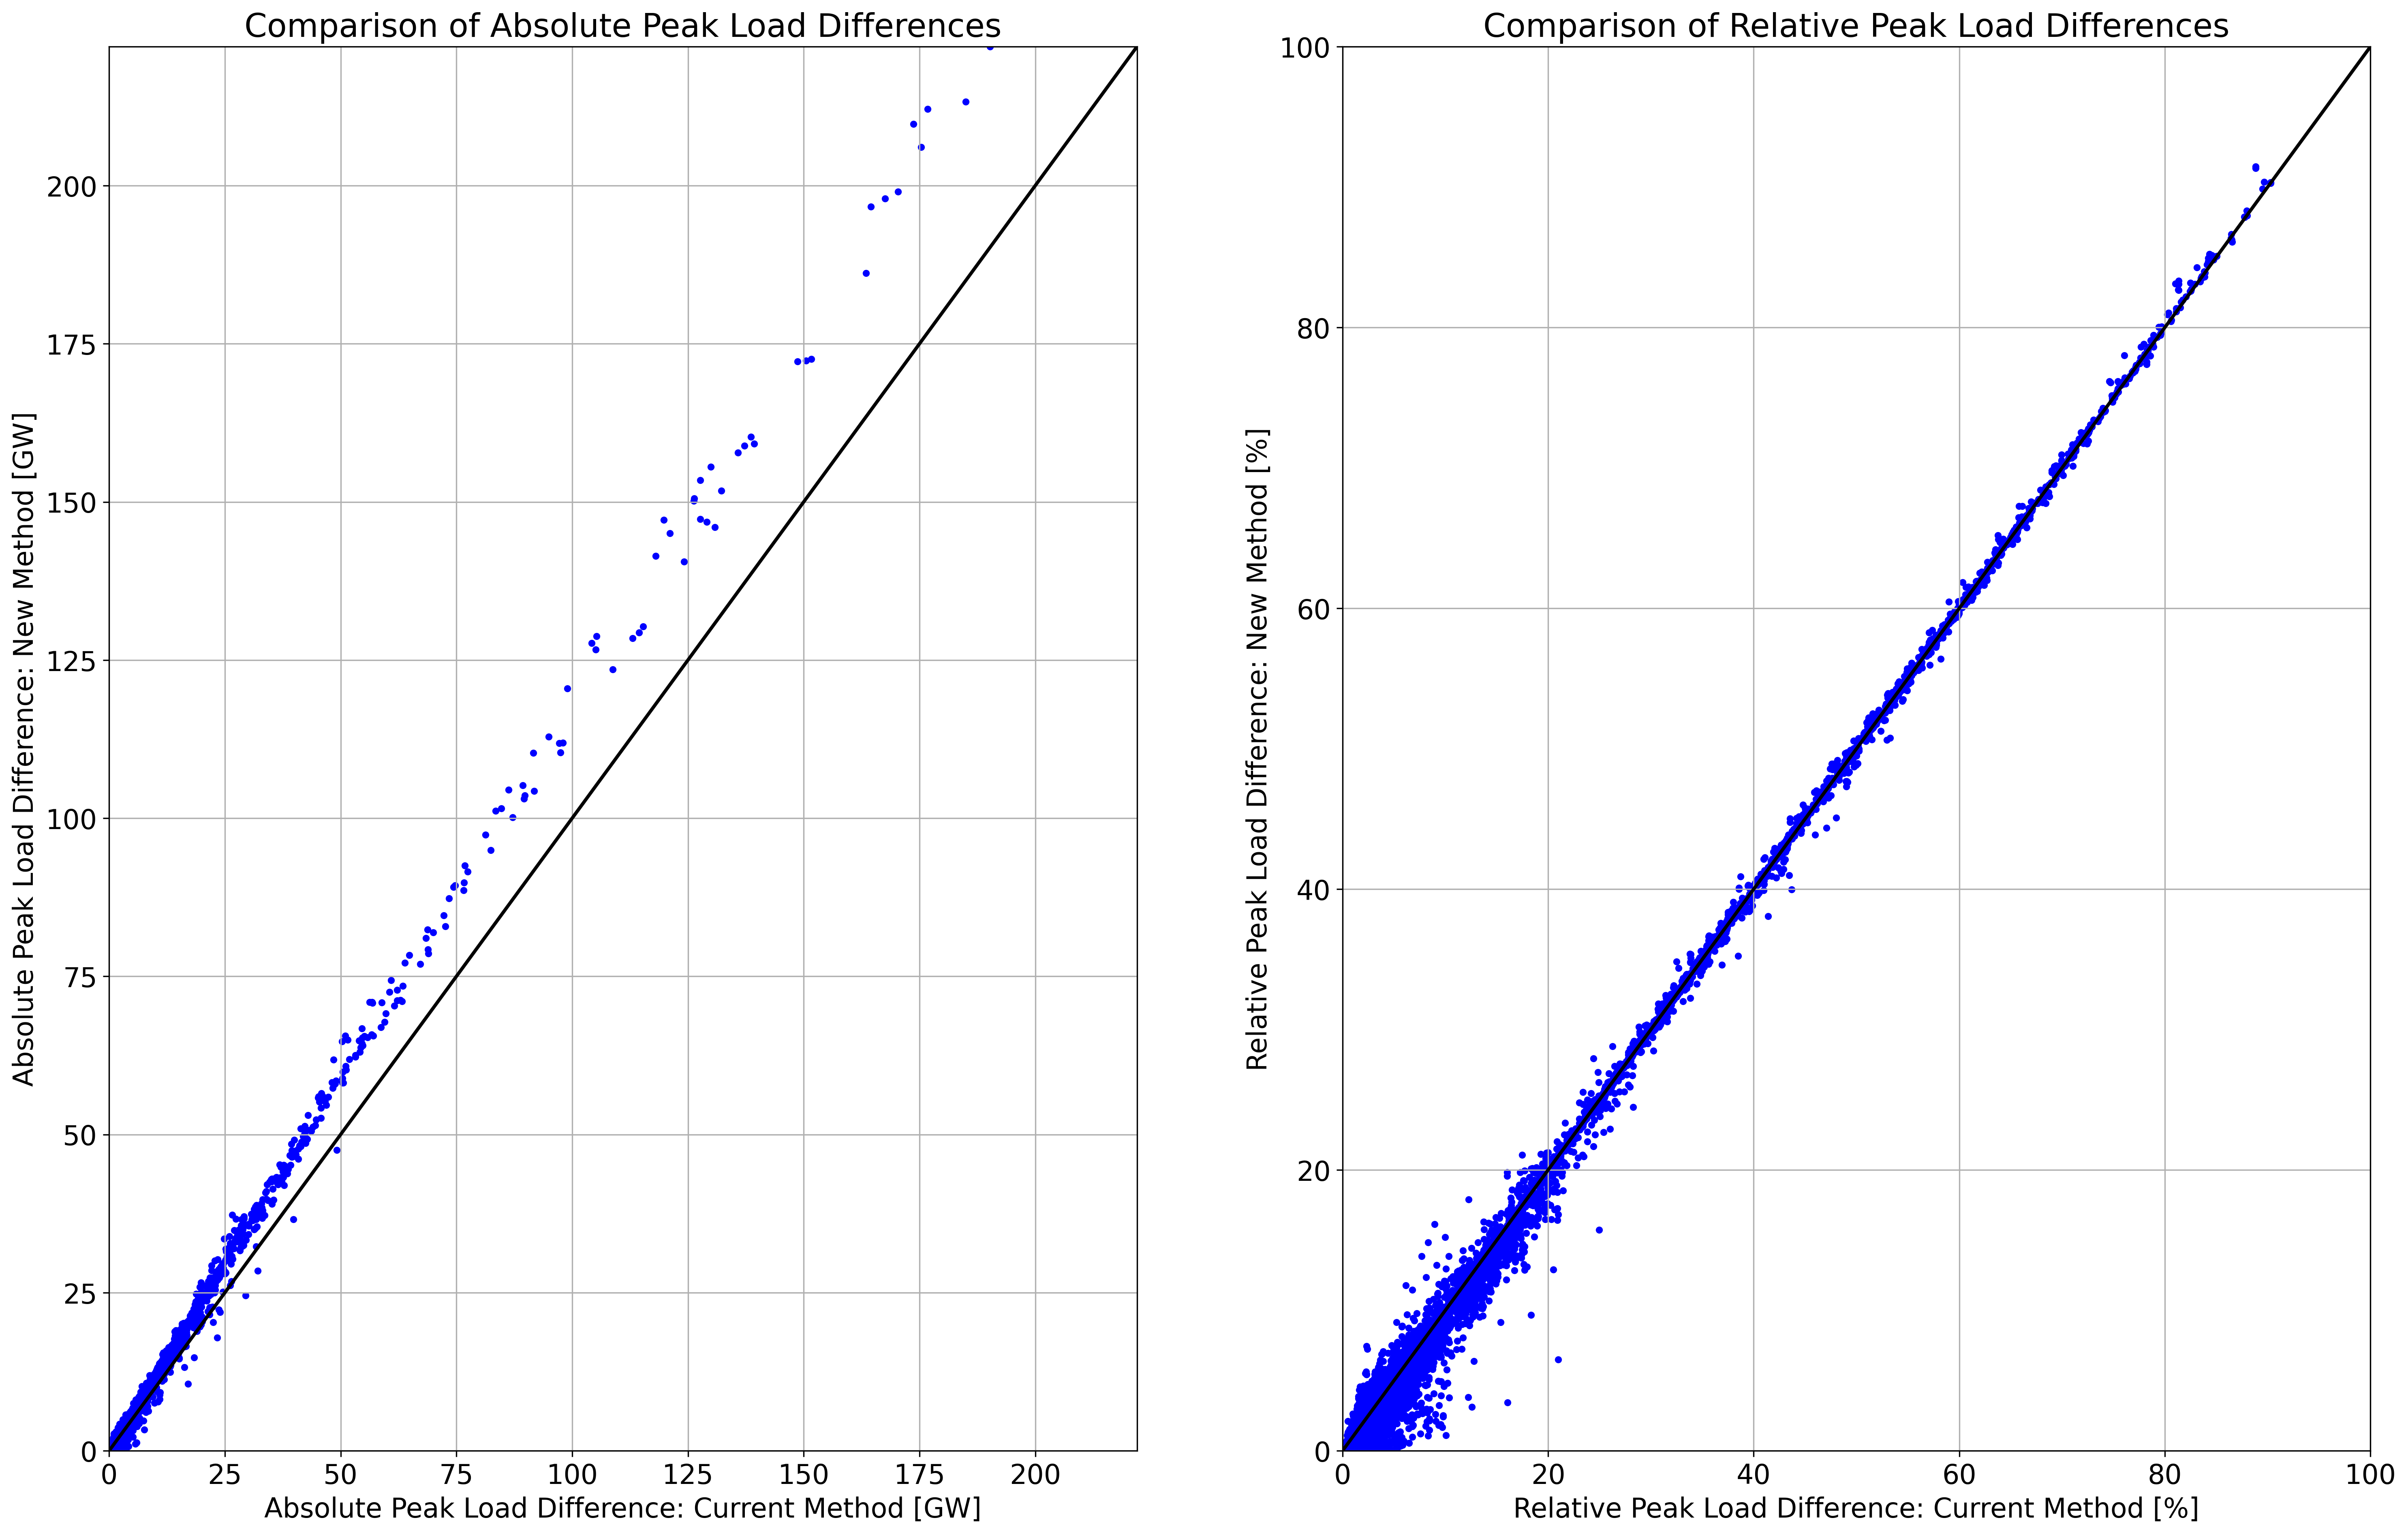 Comparison of Absolute Peak Load Differences
Absolute Peak Load Difference: New Method [GW]
200
175
150
125
100
75
50
25
0
0 25 50 75 100 125 150 175 200
Absolute Peak Load Difference: Current Method [GW]
Comparison of Relative Peak Load Differences
Relative Peak Load Difference: New Method [%]
100
80
60
40
20
0
0 20 40 60 80 100
Relative Peak Load Difference: Current Method [%]